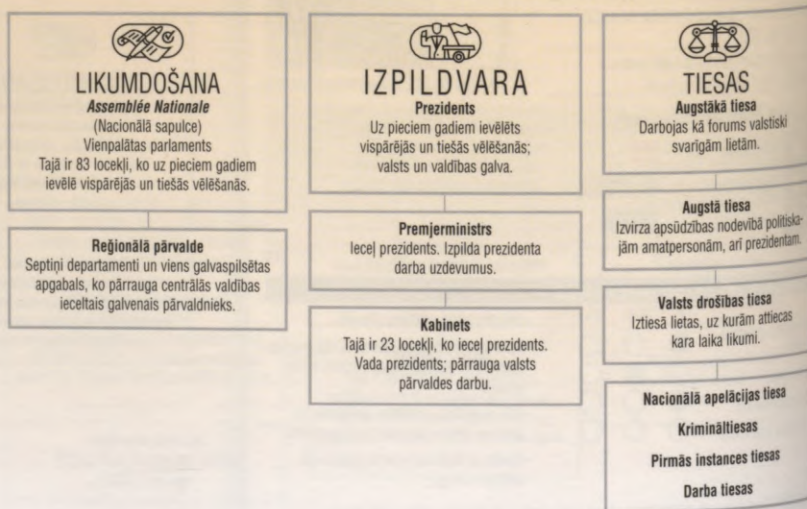 LIKUMDOŠANA
Assemblée Nationale
(Nacionālā sapulce)
Vienpalātas parlaments
Tajā ir 83 locekļi, ko uz pieciem gadiem
ievēlē vispārējās un tiešās vēlēšanās.
Reģionālā pārvalde
Septiņi departamenti un viens galvaspilsētas
apgabals, ko pārrauga centrālās valdības
ieceltais galvenais pārvaldnieks.
IZPILDVARA
Prezidents
Uz pieciem gadiem ievēlēts
vispārējās un tiešās vēlēšanās;
valsts un valdības galva.
Premjerministrs
Ieceļ prezidents. Izpilda prezidenta
darba uzdevumus.
Kabinets
Tajā ir 23 locekļi, ko ieceļ prezidents.
Vada prezidents; pārrauga valsts
pārvaldes darbu.
TIESAS
Augstākā tiesa
Darbojas kā forums valstiski
svarīgām lietām.
Augstā tiesa
Izvirza apsūdzības nodevībā politiska-
jām amatpersonām, arī prezidentam.
Valsts drošības tiesa
Iztiesā lietas, uz kurām attiecas
kara laika likumi.
Nacionālā apelācijas tiesa
Krimināltiesas
Pirmās instances tiesas
Darba tiesas